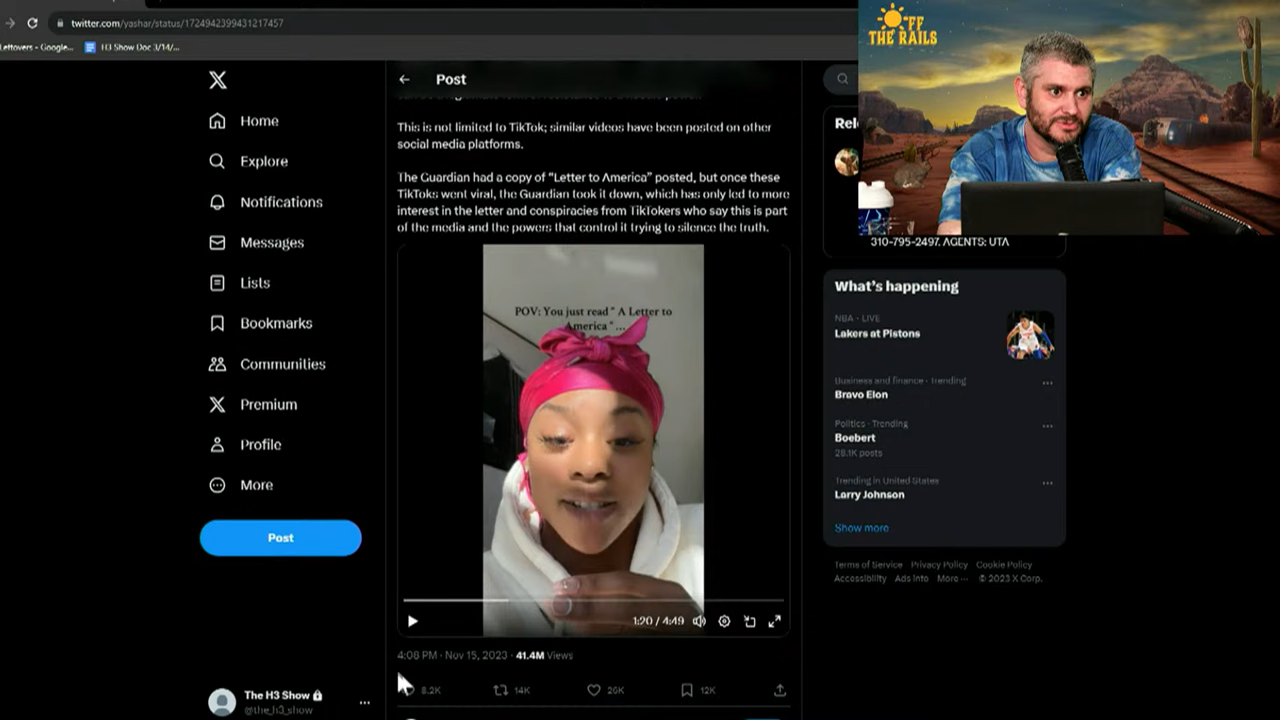 twitter.com/yashar/status/1724942399431217457
Leftovers - Google...
H3 Show Doc 3/14/...
OFF
THE RAILS
Post
Home
Explore
Notifications
Messages
Lists
Bookmarks
Communities
Premium
Profile
More
Post
The H3 Show
@the_h3_show
This is not limited to TikTok; similar videos have been posted on other
social media platforms.
The Guardian had a copy of “Letter to America” posted, but once these
TikToks went viral, the Guardian took it down, which has only led to more
interest in the letter and conspiracies from TikTokers who say this is part
of the media and the powers that control it trying to silence the truth.
POV: You just read " A Letter to
America "...
1:20 / 4:49
4:08 PM · Nov 15, 2023 · 41.4M Views
8.2K
14K
26K
12K
Rel
310-795-2497. AGENTS: UTA
What’s happening
NBA · LIVE
Lakers at Pistons
Business and finance · Trending
Bravo Elon
Politics · Trending
Boebert
28.1K posts
Trending in United States
Larry Johnson
Show more
Terms of Service Privacy Policy Cookie Policy
Accessibility Ads info More ··· © 2023 X Corp.